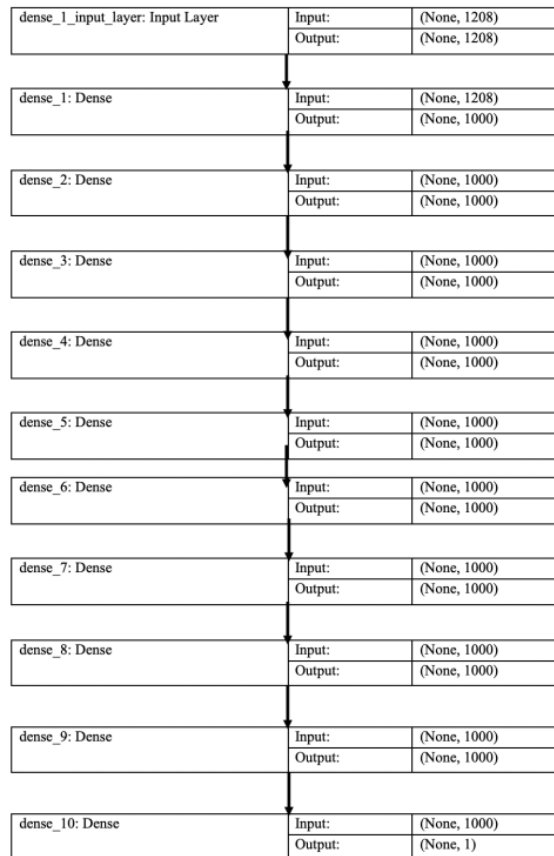 dense_1_input_layer: Input Layer Input: (None, 1208)
Output: (None, 1208)
dense_1: Dense Input: (None, 1208)
Output: (None, 1000)
dense_2: Dense Input: (None, 1000)
Output: (None, 1000)
dense_3: Dense Input: (None, 1000)
Output: (None, 1000)
dense_4: Dense Input: (None, 1000)
Output: (None, 1000)
dense_5: Dense Input: (None, 1000)
Output: (None, 1000)
dense_6: Dense Input: (None, 1000)
Output: (None, 1000)
dense_7: Dense Input: (None, 1000)
Output: (None, 1000)
dense_8: Dense Input: (None, 1000)
Output: (None, 1000)
dense_9: Dense Input: (None, 1000)
Output: (None, 1000)
dense_10: Dense Input: (None, 1000)
Output: (None, 1)